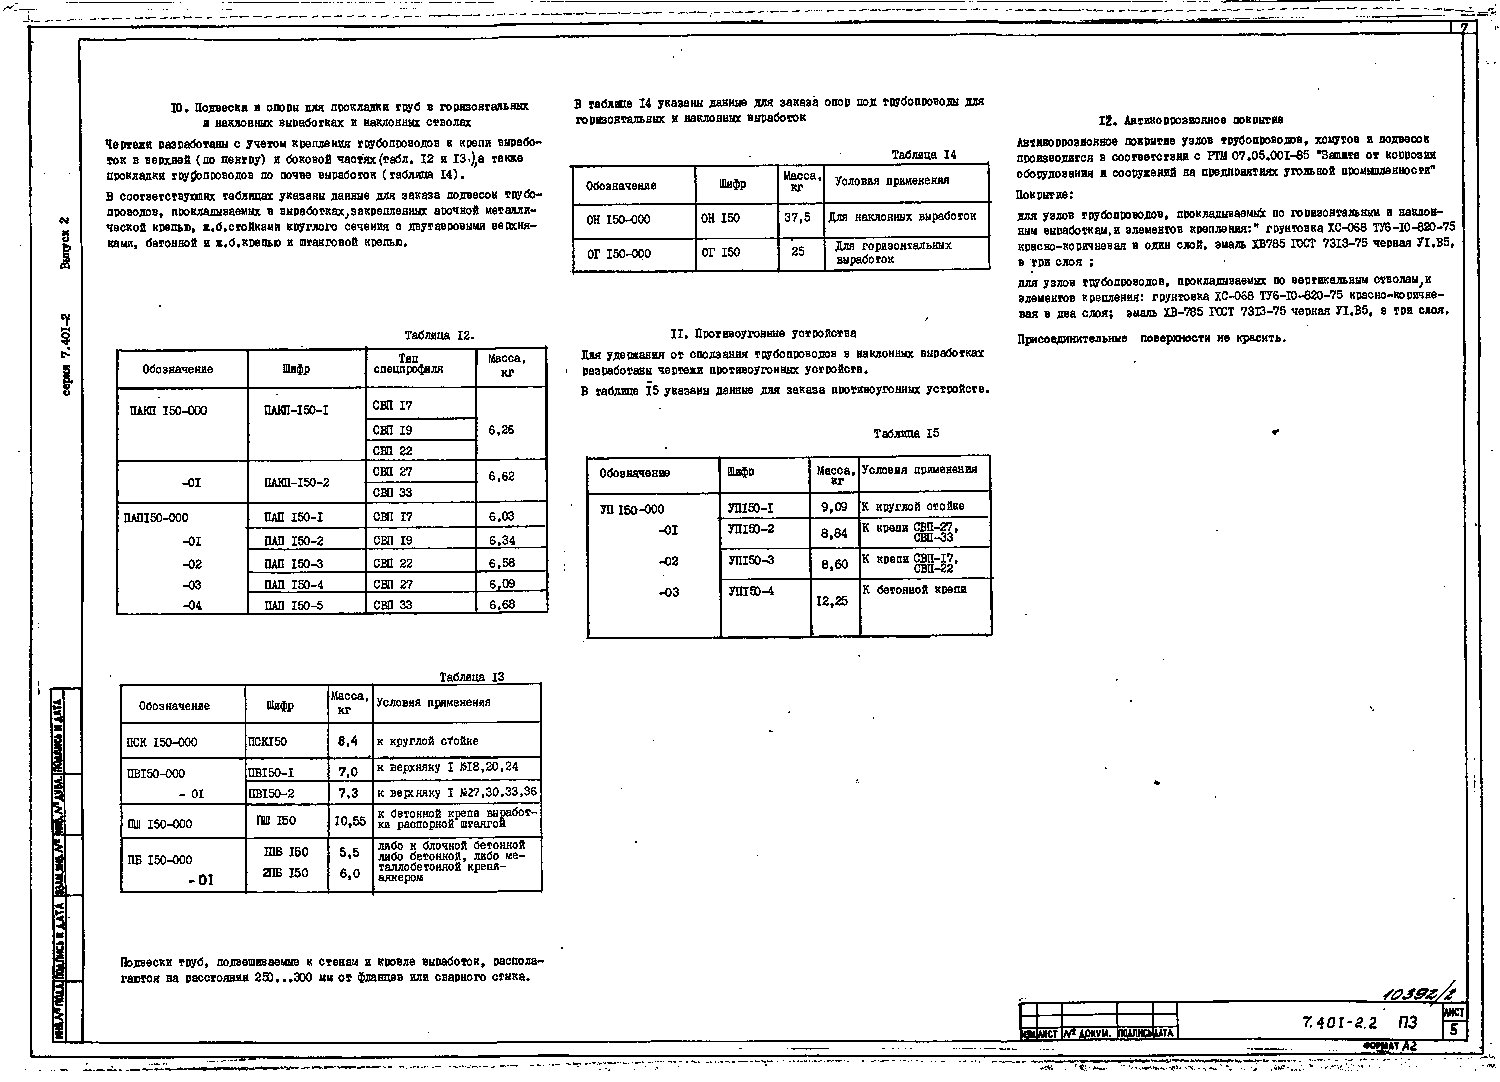 7
серия 7.401-2 Выпуск 2
10. Подвески и опоры для прокладки труб в горизонтальных
и наклонных выработках и наклонных стволах
Чертежи разработаны с учетом крепления трубопроводов к крепи вырабо-
ток в верхней (по центру) и боковой частях (табл. 12 и 13,) а также
прокладки трубопроводов по почве выработок (таблица 14).
В соответствующих таблицах указаны данные для заказа подвесок трубо-
проводов, прокладываемых в выработках, закрепленных арочной металли-
ческой крепью, ж.б.стойками круглого сечения с двутавровыми верхня-
ками, бетонной и ж.б.крепью и штанговой крепью.
Таблица 12.
Обозначение Шифр Тип спецпрофиля Масса, кг
ПАКП 150-000 ПАКП-150-1 СВП 17
СВП 19 6,26
СВП 22
-01 ПАКП-150-2 СВП 27 6,62
СВП 33
ПАП150-000 ПАП 150-1 СВП 17 6,03
-01 ПАП 150-2 СВП 19 6,34
-02 ПАП 150-3 СВП 22 6,58
-03 ПАП 150-4 СВП 27 6,09
-04 ПАП 150-5 СВП 33 6,68
Таблица 13
Обозначение Шифр Масса, кг Условия применения
ПСК 150-000 ПСК150 8,4 к круглой стойке
ПВ150-000 ПВ150-1 7,0 к верхняку I №18,20,24
- 01 ПВ150-2 7,3 к верхняку I №27,30,33,36
ПШ 150-000 ПШ 150 10,55 к бетонной крепи выработ-
ки распорной штангой
ПБ 150-000 1ПБ 150 5,5 либо к блочной бетонной
либо бетонной, либо ме-
-01 2ПБ 150 6,0 таллобетонной крепи-
анкером
Подвески труб, подвешиваемые к стенам и кровле выработок, распола-
гаются на расстоянии 250...300 мм от фланцев или сварного стыка.
В таблице 14 указаны данные для заказа опор под трубопроводы для
горизонтальных и наклонных выработок
Таблица 14
Обозначение Шифр Масса, кг Условия применения
ОН 150-000 ОН 150 37,5 Для наклонных выработок
ОГ 150-000 ОГ 150 25 Для горизонтальных
выработок
11. Противоугонные устройства
Для удержания от сползания трубопроводов в наклонных выработках
разработаны чертежи противоугонных устройств.
В таблице 15 указаны данные для заказа противоугонных устройств.
Таблица 15
Обозначение Шифр Масса, кг Условия применения
УП 150-000 УП150-1 9,09 К круглой стойке
-01 УП150-2 8,84 К крепи СВП-27,
СВП-33
-02 УП150-3 8,60 К крепи СВП-17,
СВП-22
-03 УП150-4 12,25 К бетонной крепи
12. Антикоррозионное покрытие
Антикоррозионное покрытие узлов трубопроводов, хомутов и подвесок
производится в соответствии с РТМ 07.05.001-85 "Защита от коррозии
оборудования и сооружений на предприятиях угольной промышленности"
Покрытие:
для узлов трубопроводов, прокладываемых по горизонтальным и наклон-
ным выработкам, и элементов крепления:" грунтовка ХС-068 ТУ6-10-820-75
красно-коричневая в один слой, эмаль ХВ785 ГОСТ 7313-75 черная У1.В5,
в три слоя ;
для узлов трубопроводов, прокладываемых по вертикальным стволам, и
элементов крепления: грунтовка ХС-068 ТУ6-10-820-75 красно-коричне-
вая в два слоя; эмаль ХВ-785 ГОСТ 7313-75 черная У1.В5, в три слоя.
Присоединительные поверхности не красить.
ИНВ.№ ПОДЛ. ПОДПИСЬ И ДАТА ВЗАМ.ИНВ.№ ИНВ.№ ДУБЛ. ПОДПИСЬ И ДАТА
10392/2
ИЗМ ЛИСТ № ДОКУМ. ПОДПИСЬ ДАТА
7.401-2.2 ПЗ
ЛИСТ
5
ФОРМАТ А2